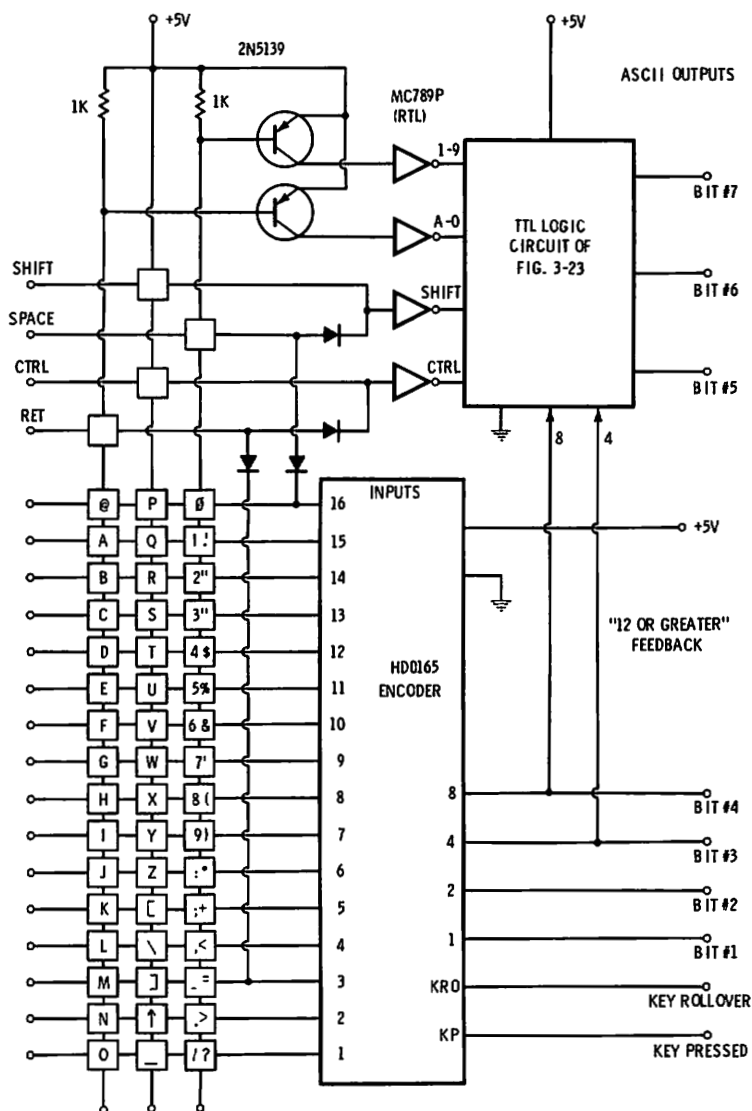 +5V
+5V
2N5139
ASCII OUTPUTS
1K
1K
MC789P
(RTL)
1-9
BIT #7
A-O
TTL LOGIC
CIRCUIT OF
FIG. 3-23
SHIFT
SHIFT
BIT #6
SPACE
CTRL
CTRL
BIT #5
RET
8
4
INPUTS
@ P Ø 16
+5V
A Q 1! 15
B R 2" 14
C S 3" 13
"12 OR GREATER"
FEEDBACK
D T 4$ 12
HD0165
ENCODER
E U 5% 11
F V 6& 10
G W 7' 9
H X 8( 8
8
BIT #4
I Y 9) 7
4
BIT #3
J Z :* 6
2
BIT #2
K [ ;+ 5
1
BIT #1
L \ ,< 4
M ] -= 3
KRO
KEY ROLLOVER
N ↑ .> 2
KP
KEY PRESSED
O _ /? 1